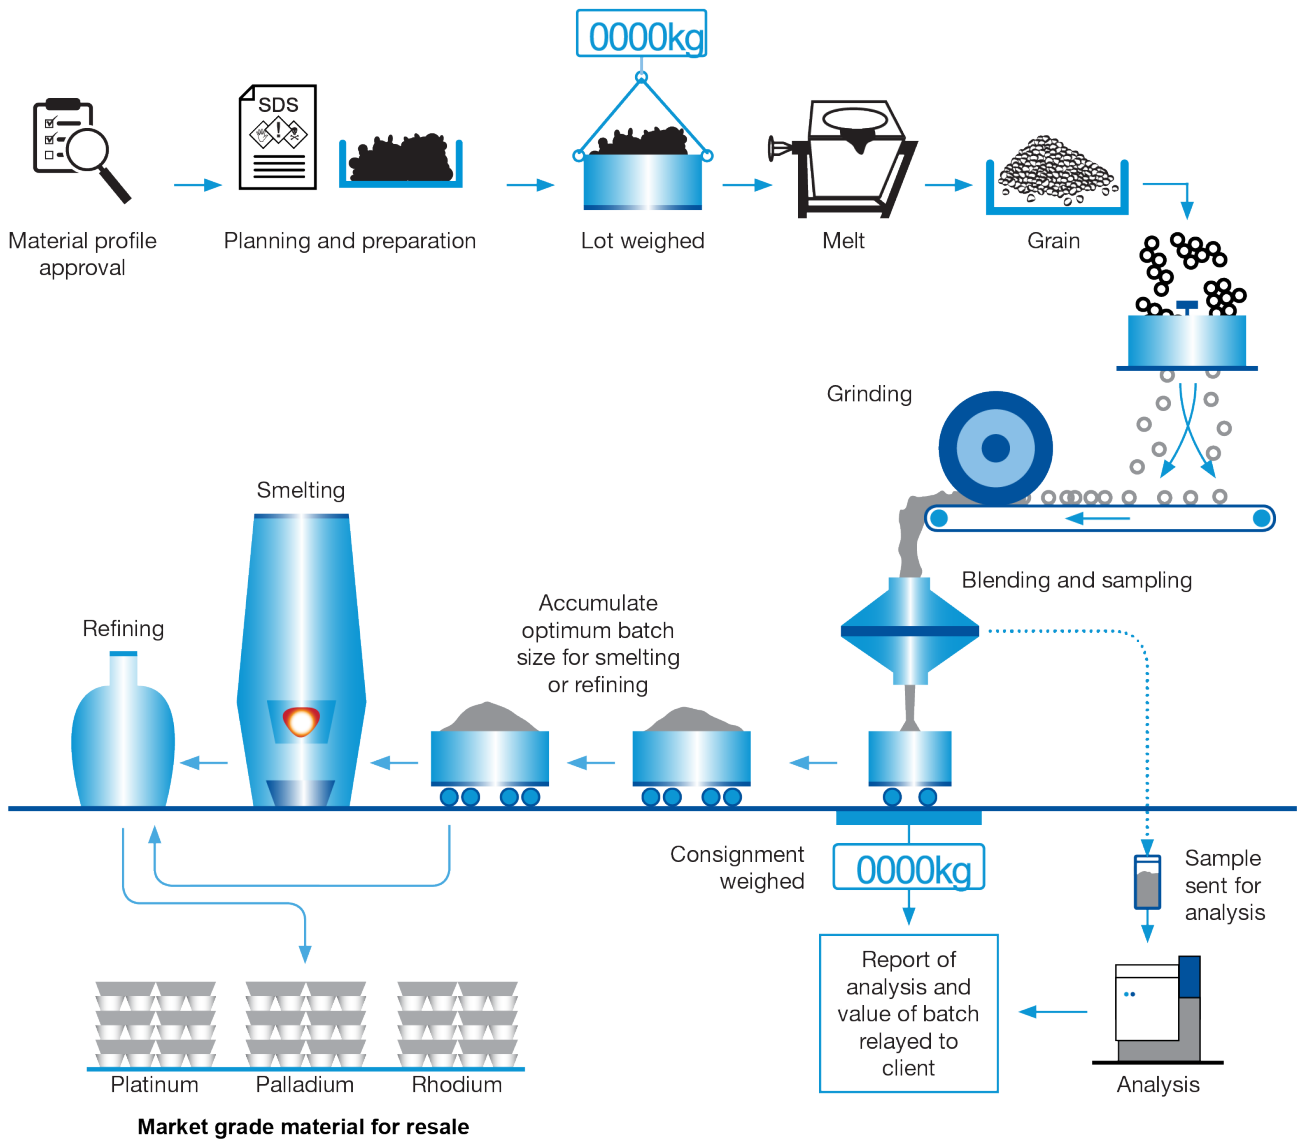 0000kg
SDS
Material profile
approval
Planning and preparation
Lot weighed
Melt
Grain
Grinding
Smelting
Blending and sampling
Accumulate
optimum batch
size for smelting
or refining
Refining
Consignment
weighed
0000kg
Sample
sent for
analysis
Report of
analysis and
value of batch
relayed to
client
Analysis
Platinum
Palladium
Rhodium
Market grade material for resale